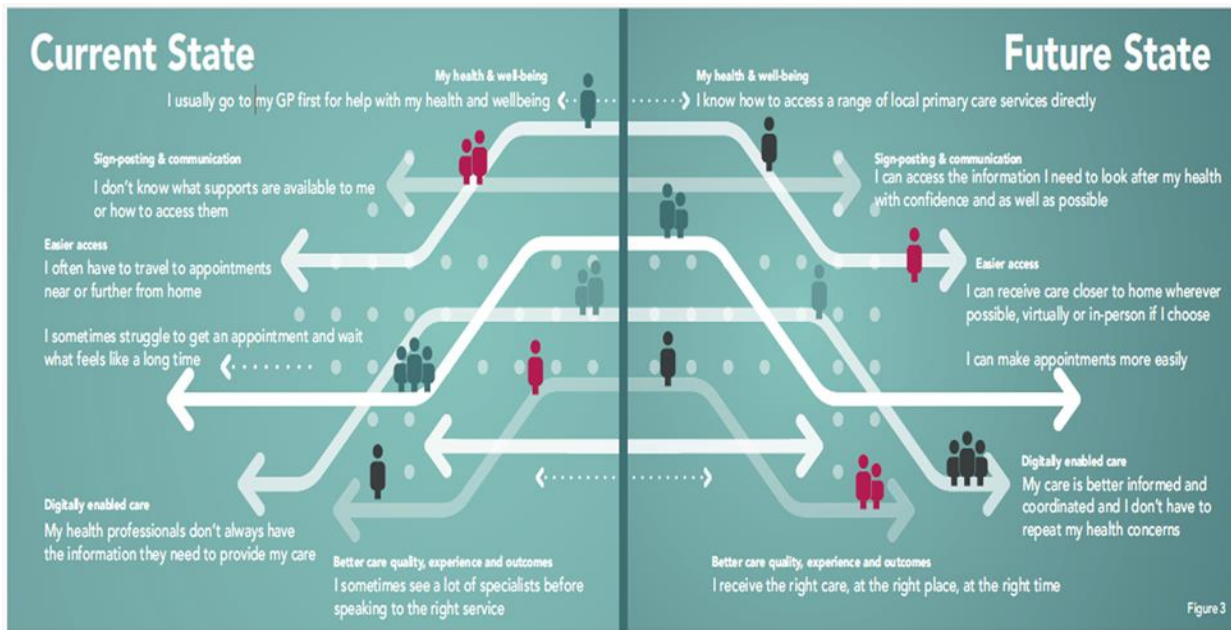 Current State
My health & well-being
I usually go to my GP first for help with my health and wellbeing
Sign-posting & communication
I don't know what supports are available to me
or how to access them
Easier access
I often have to travel to appointments
near or further from home
I sometimes struggle to get an appointment and wait
what feels like a long time
Digitally enabled care
My health professionals don't always have
the information they need to provide my care
Better care quality, experience and outcomes
I sometimes see a lot of specialists before
speaking to the right service
Future State
My health & well-being
I know how to access a range of local primary care services directly
Sign-posting & communication
I can access the information I need to look after my health
with confidence and as well as possible
Easier access
I can receive care closer to home wherever
possible, virtually or in-person if I choose
I can make appointments more easily
Digitally enabled care
My care is better informed and
coordinated and I don't have to
repeat my health concerns
Better care quality, experience and outcomes
I receive the right care, at the right place, at the right time
Figure 3